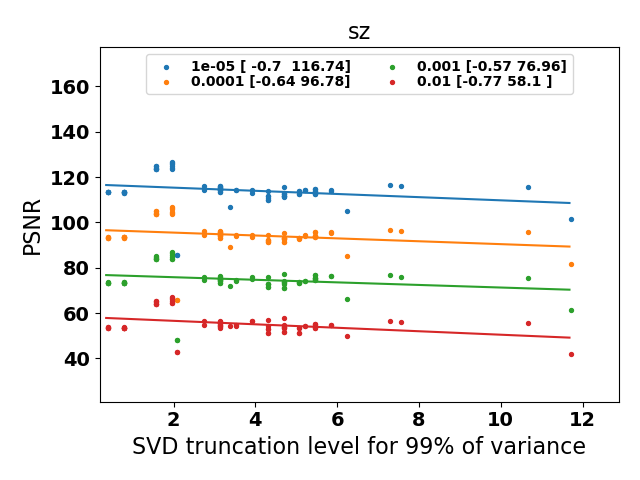 sz
1e-05 [ -0.7  116.74]
0.0001 [-0.64 96.78]
0.001 [-0.57 76.96]
0.01 [-0.77 58.1 ]
160
140
120
100
80
60
40
PSNR
2 4 6 8 10 12
SVD truncation level for 99% of variance